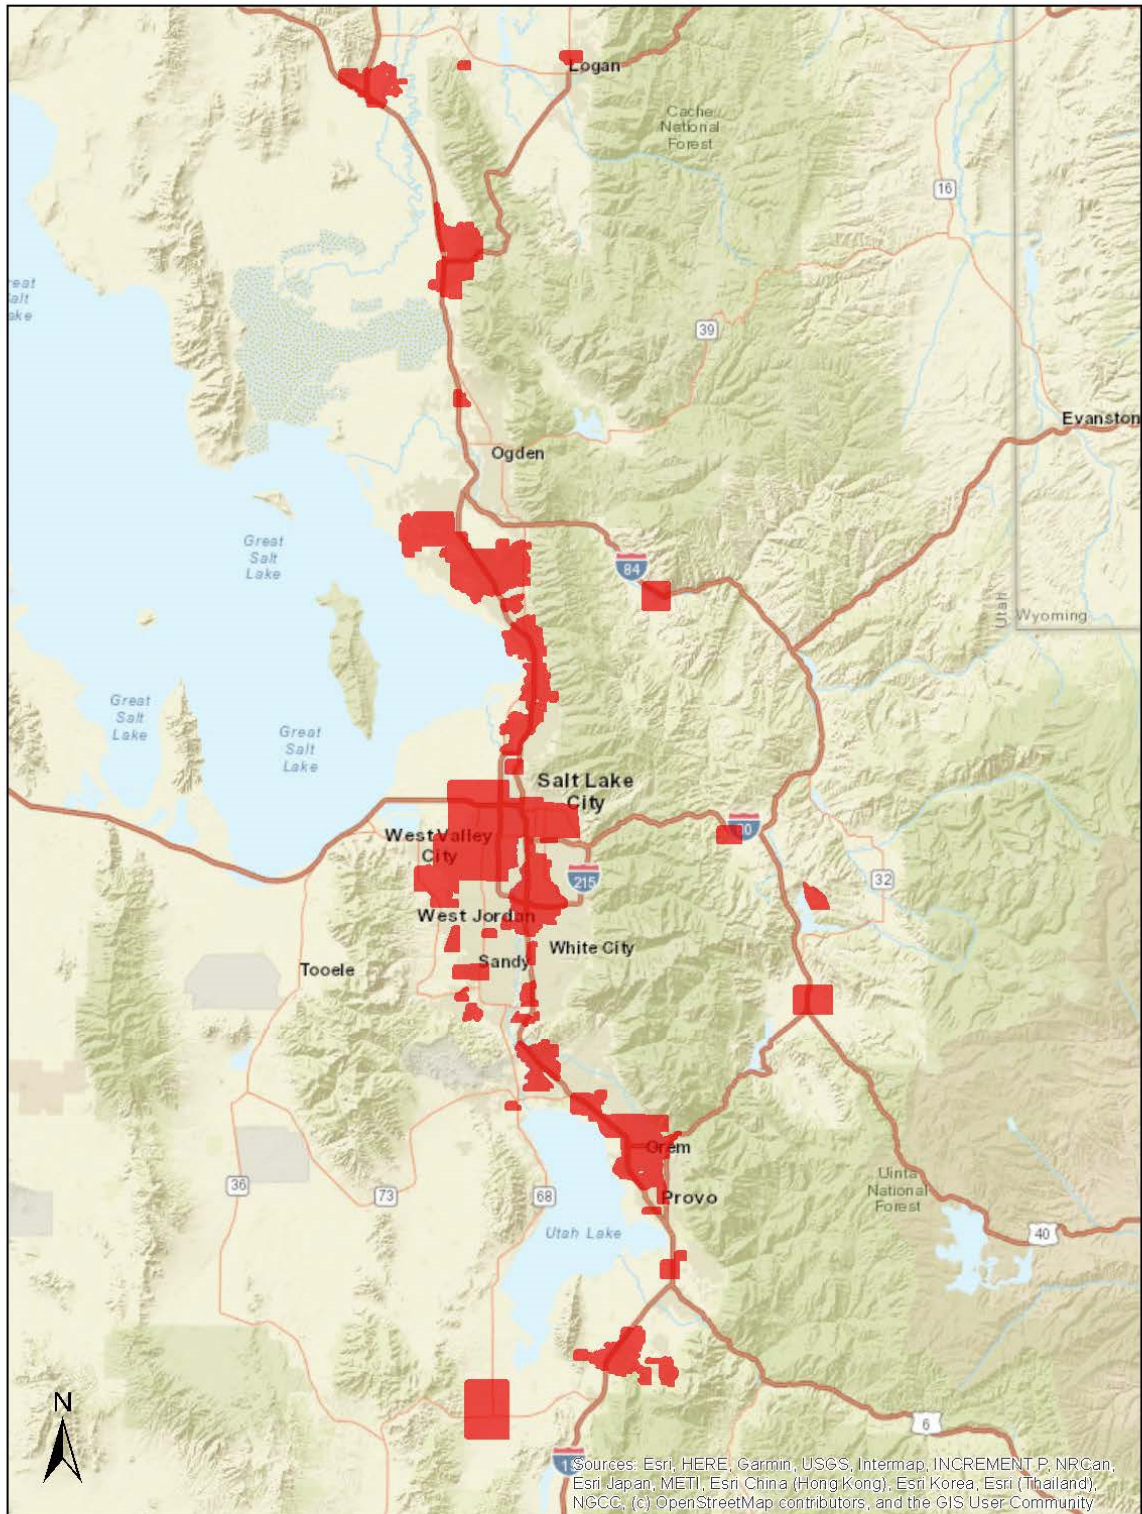 Logan
Cache
National
Forest
16
reat
alt
ake
39
Evanston
Ogden
Great
Salt
Lake
84
Utah
Wyoming
Great
Salt
Lake
Great
Salt
Lake
Salt Lake
City
West Valley
City
80
215
32
West Jordan
White City
Sandy
Tooele
Orem
36
73
68
Provo
Uinta
National
Forest
Utah Lake
40
N
6
15
Sources: Esri, HERE, Garmin, USGS, Intermap, INCREMENT P, NRCan,
Esri Japan, METI, Esri China (Hong Kong), Esri Korea, Esri (Thailand),
NGCC, (c) OpenStreetMap contributors, and the GIS User Community